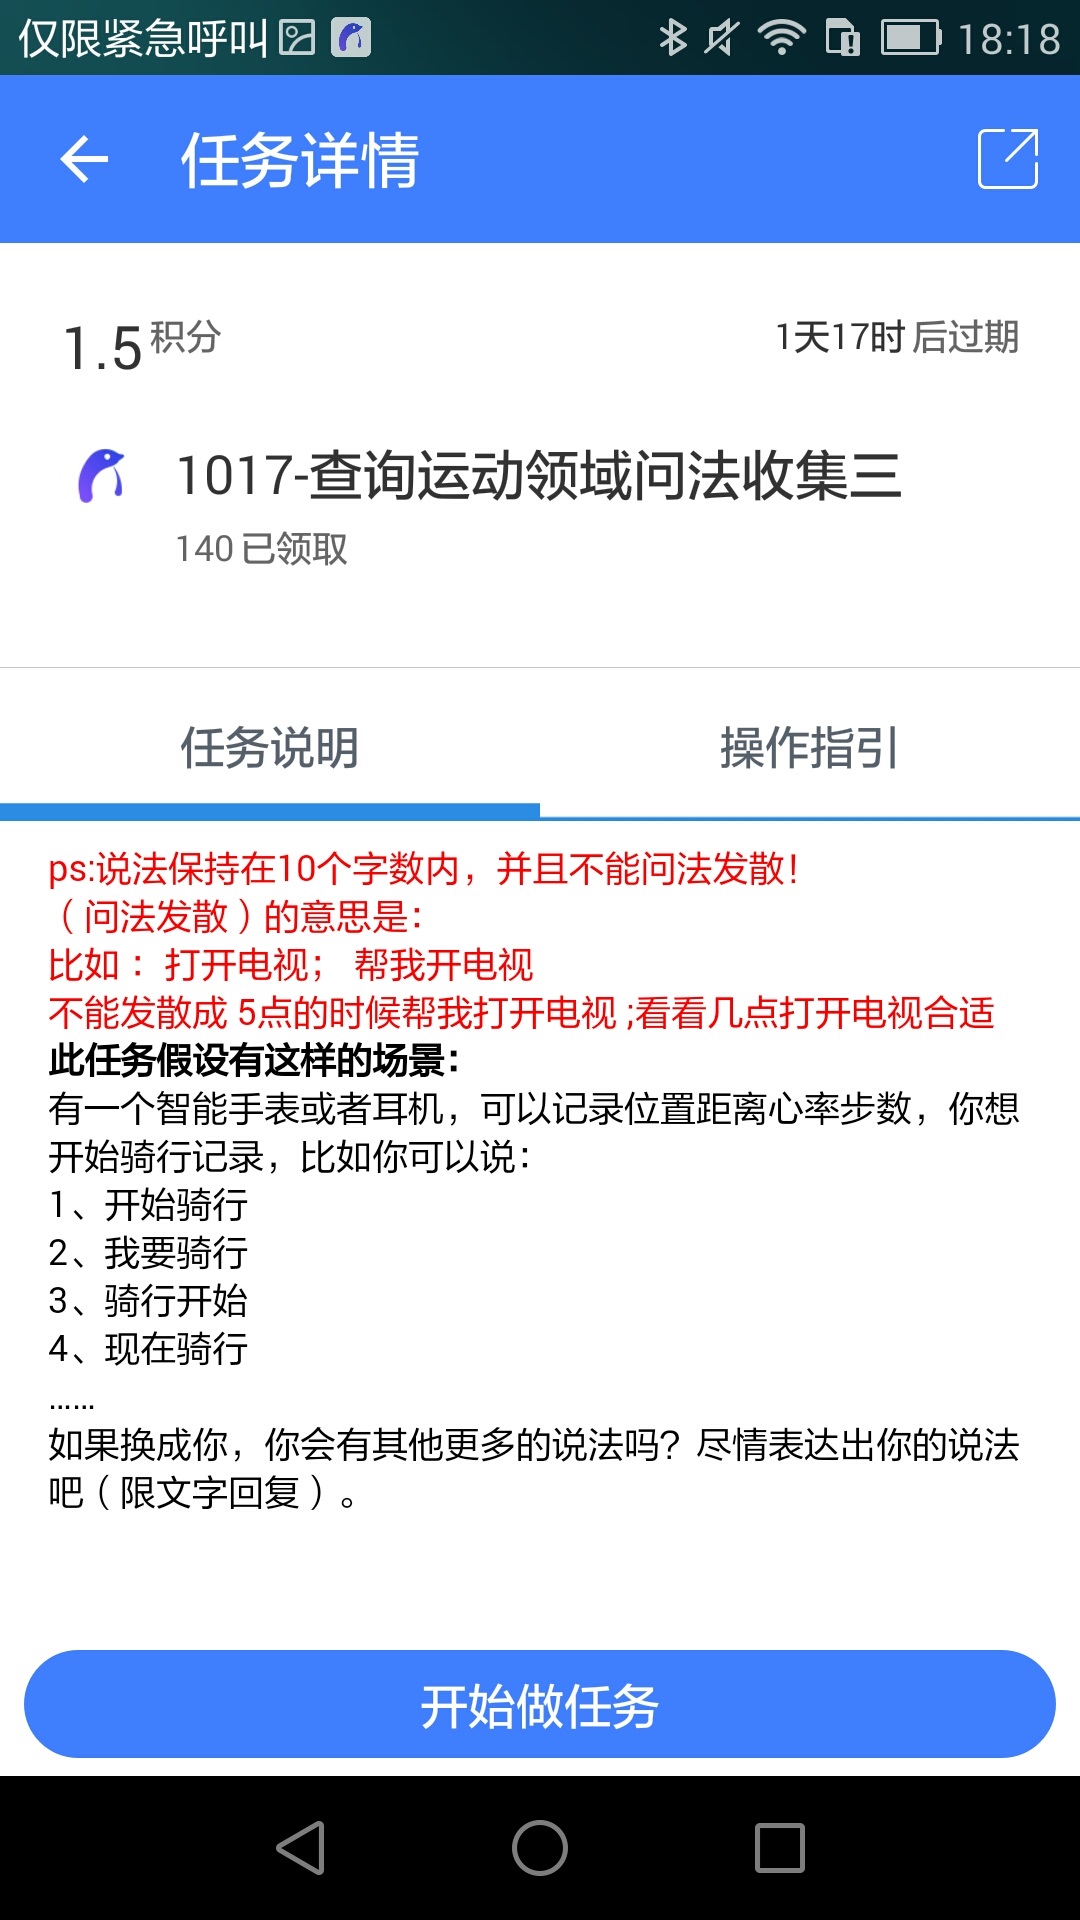 仅限紧急呼叫 18:18
任务详情
1.5 积分 1天17时 后过期
1017-查询运动领域问法收集三
140 已领取
任务说明 操作指引
ps:说法保持在10个字数内，并且不能问法发散！
（问法发散）的意思是：
比如： 打开电视； 帮我开电视
不能发散成 5点的时候帮我打开电视 ;看看几点打开电视合适
此任务假设有这样的场景：
有一个智能手表或者耳机，可以记录位置距离心率步数，你想
开始骑行记录，比如你可以说：
1、开始骑行
2、我要骑行
3、骑行开始
4、现在骑行
......
如果换成你，你会有其他更多的说法吗？尽情表达出你的说法
吧（限文字回复）。
开始做任务